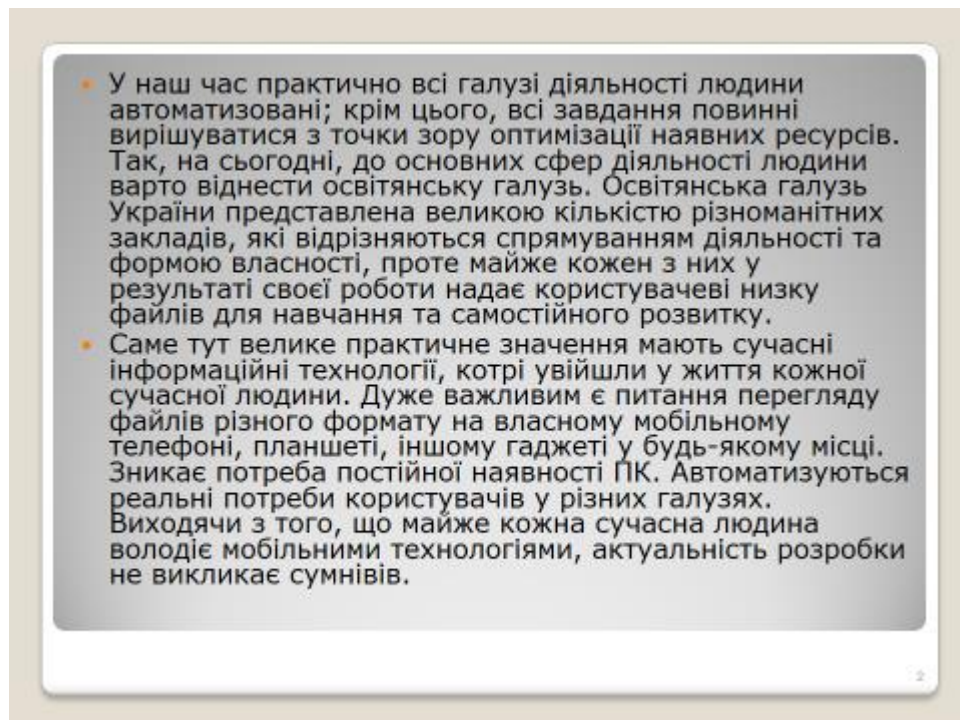 • У наш час практично всі галузі діяльності людини
автоматизовані; крім цього, всі завдання повинні
вирішуватися з точки зору оптимізації наявних ресурсів.
Так, на сьогодні, до основних сфер діяльності людини
варто віднести освітянську галузь. Освітянська галузь
України представлена великою кількістю різноманітних
закладів, які відрізняються спрямуванням діяльності та
формою власності, проте майже кожен з них у
результаті своєї роботи надає користувачеві низку
файлів для навчання та самостійного розвитку.
• Саме тут велике практичне значення мають сучасні
інформаційні технології, котрі увійшли у життя кожної
сучасної людини. Дуже важливим є питання перегляду
файлів різного формату на власному мобільному
телефоні, планшеті, іншому гаджеті у будь-якому місці.
Зникає потреба постійної наявності ПК. Автоматизуються
реальні потреби користувачів у різних галузях.
Виходячи з того, що майже кожна сучасна людина
володіє мобільними технологіями, актуальність розробки
не викликає сумнівів.
2